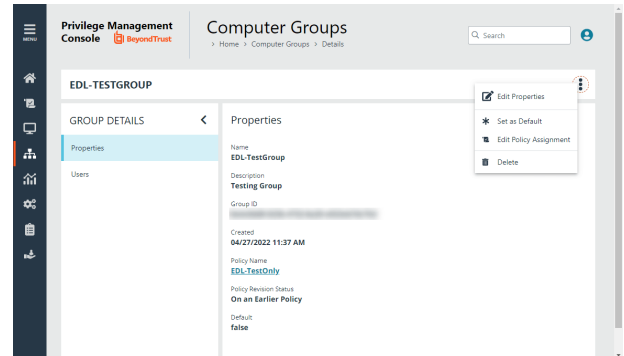 MENU
Privilege Management
Console BeyondTrust
Computer Groups
› Home › Computer Groups › Details
Search
EDL-TESTGROUP
Edit Properties
Set as Default
Edit Policy Assignment
Delete
GROUP DETAILS
Properties
Users
Properties
Name
EDL-TestGroup
Description
Testing Group
Group ID
Created
04/27/2022 11:37 AM
Policy Name
EDL-TestOnly
Policy Revision Status
On an Earlier Policy
Default
false